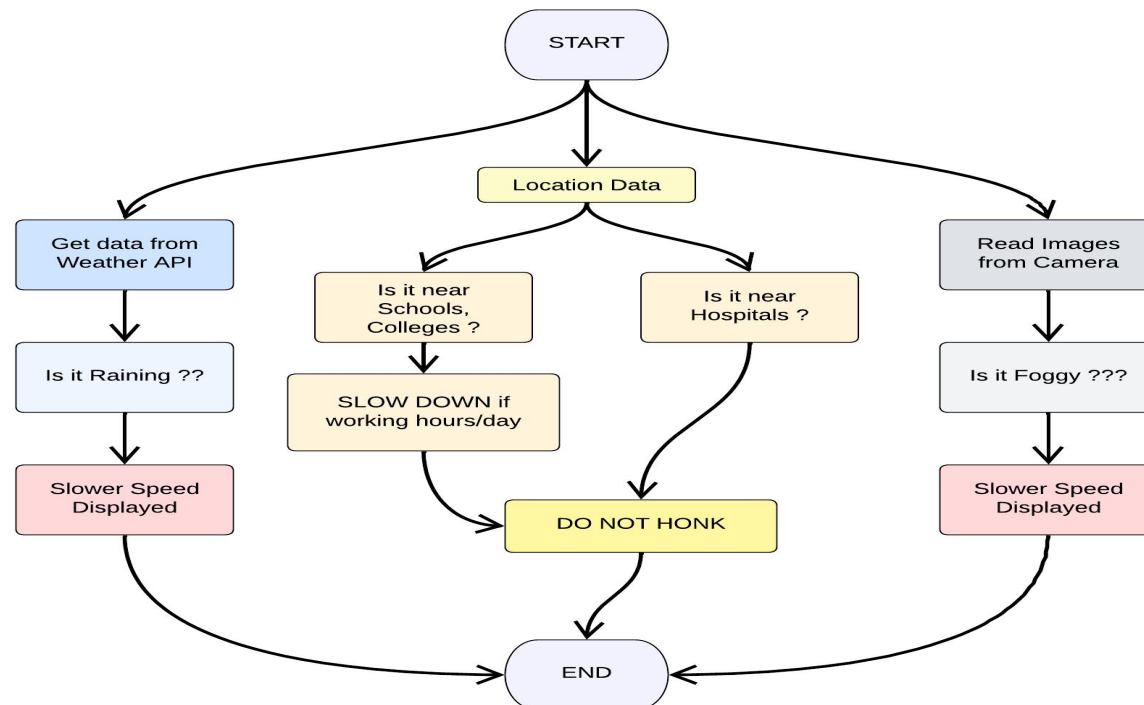 START
Location Data
Get data from
Weather API
Read Images
from Camera
Is it near
Schools,
Colleges ?
Is it near
Hospitals ?
Is it Raining ??
Is it Foggy ???
SLOW DOWN if
working hours/day
Slower Speed
Displayed
Slower Speed
Displayed
DO NOT HONK
END